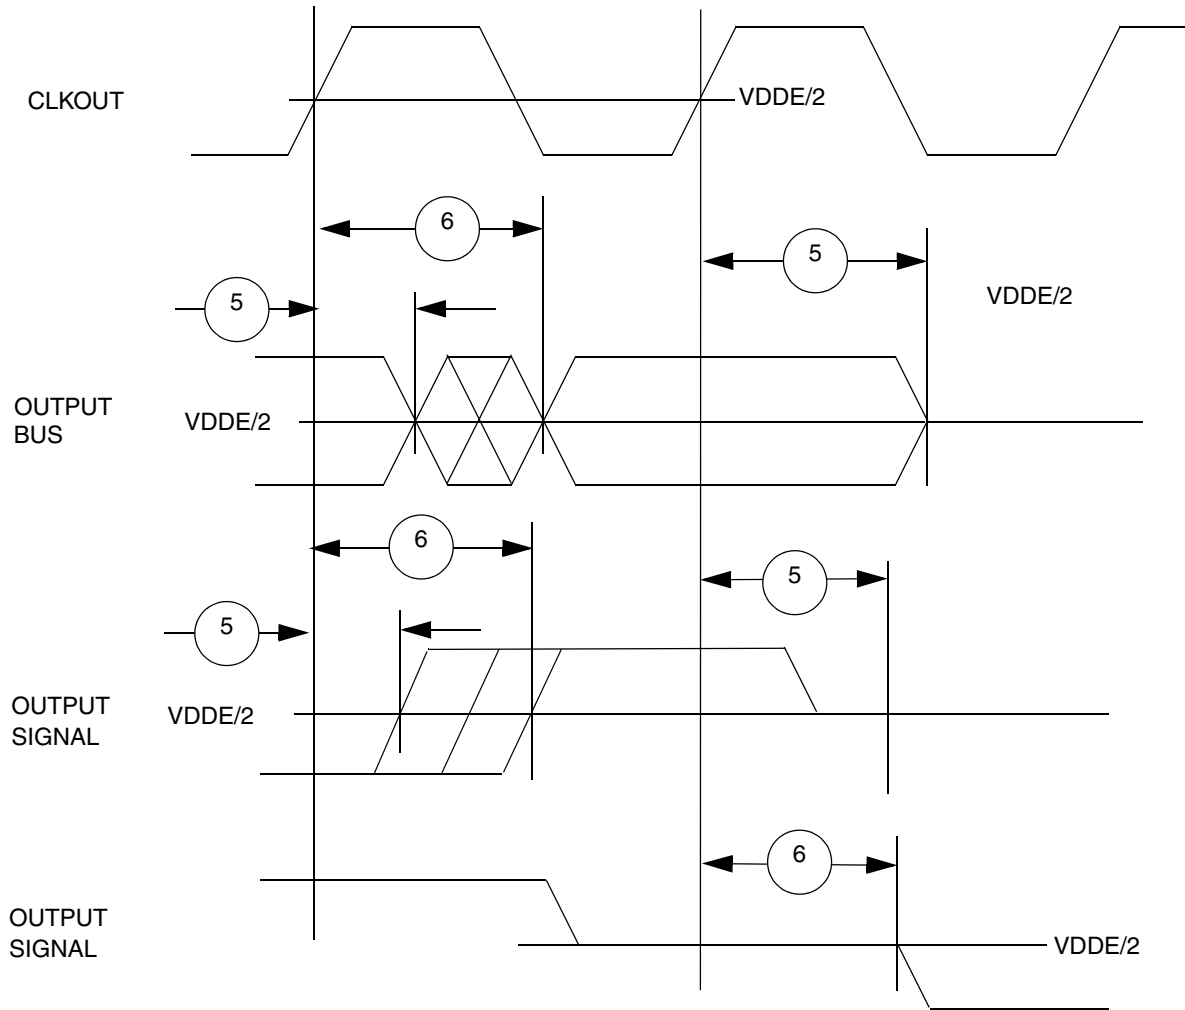 CLKOUT
VDDE/2
6
5
5
VDDE/2
OUTPUT
BUS
VDDE/2
6
5
5
OUTPUT
SIGNAL
VDDE/2
6
OUTPUT
SIGNAL
VDDE/2